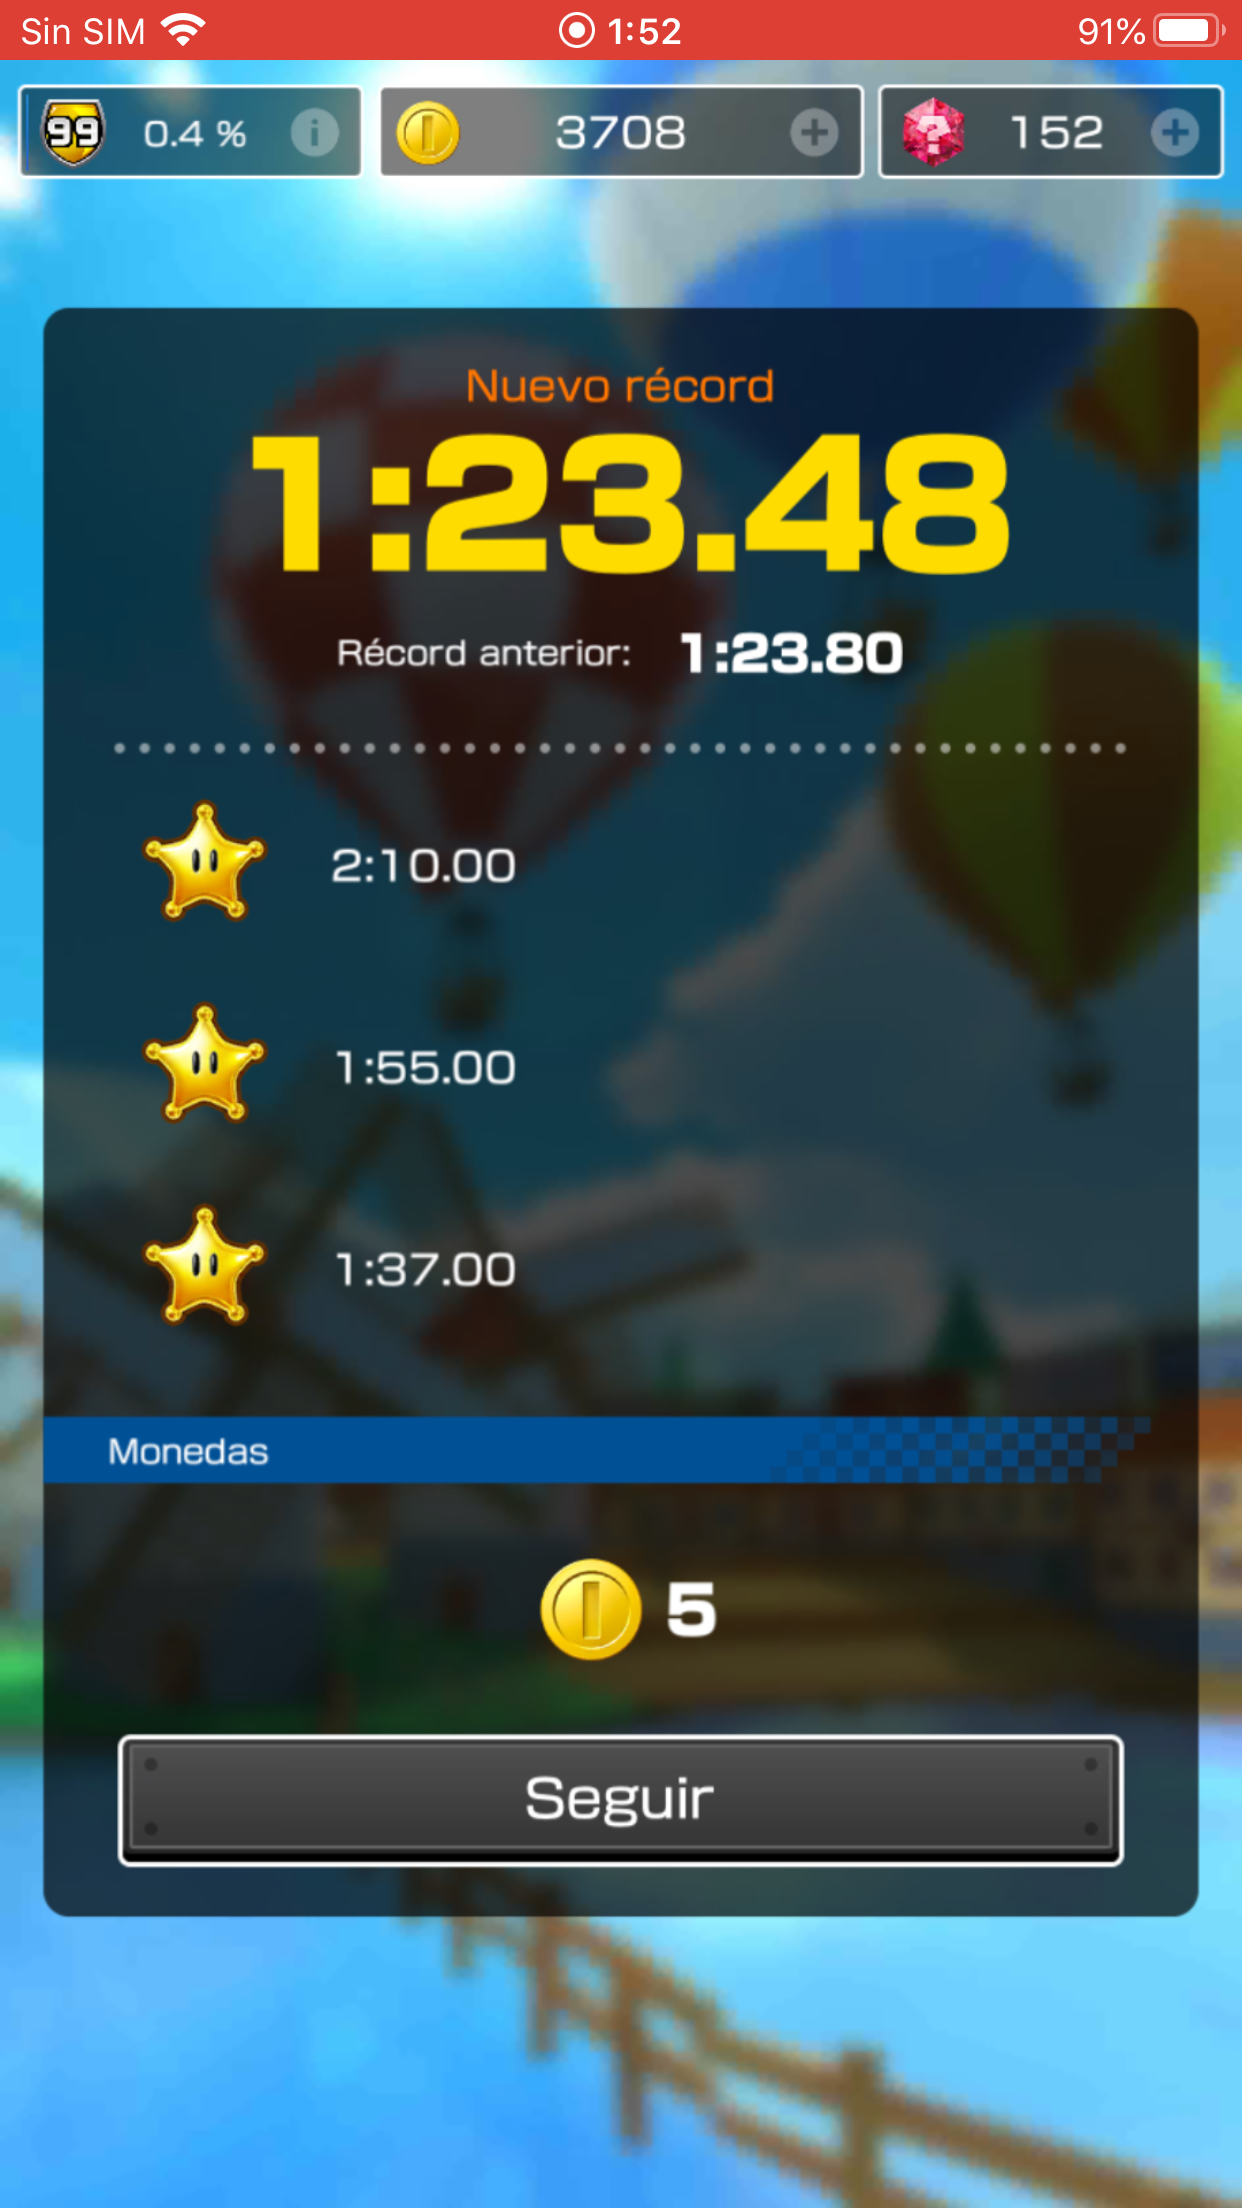 Sin SIM 1:52 91%
99 0.4 % i 3708 + ? 152 +
Nuevo récord
1:23.48
Récord anterior: 1:23.80
2:10.00
1:55.00
1:37.00
Monedas
5
Seguir